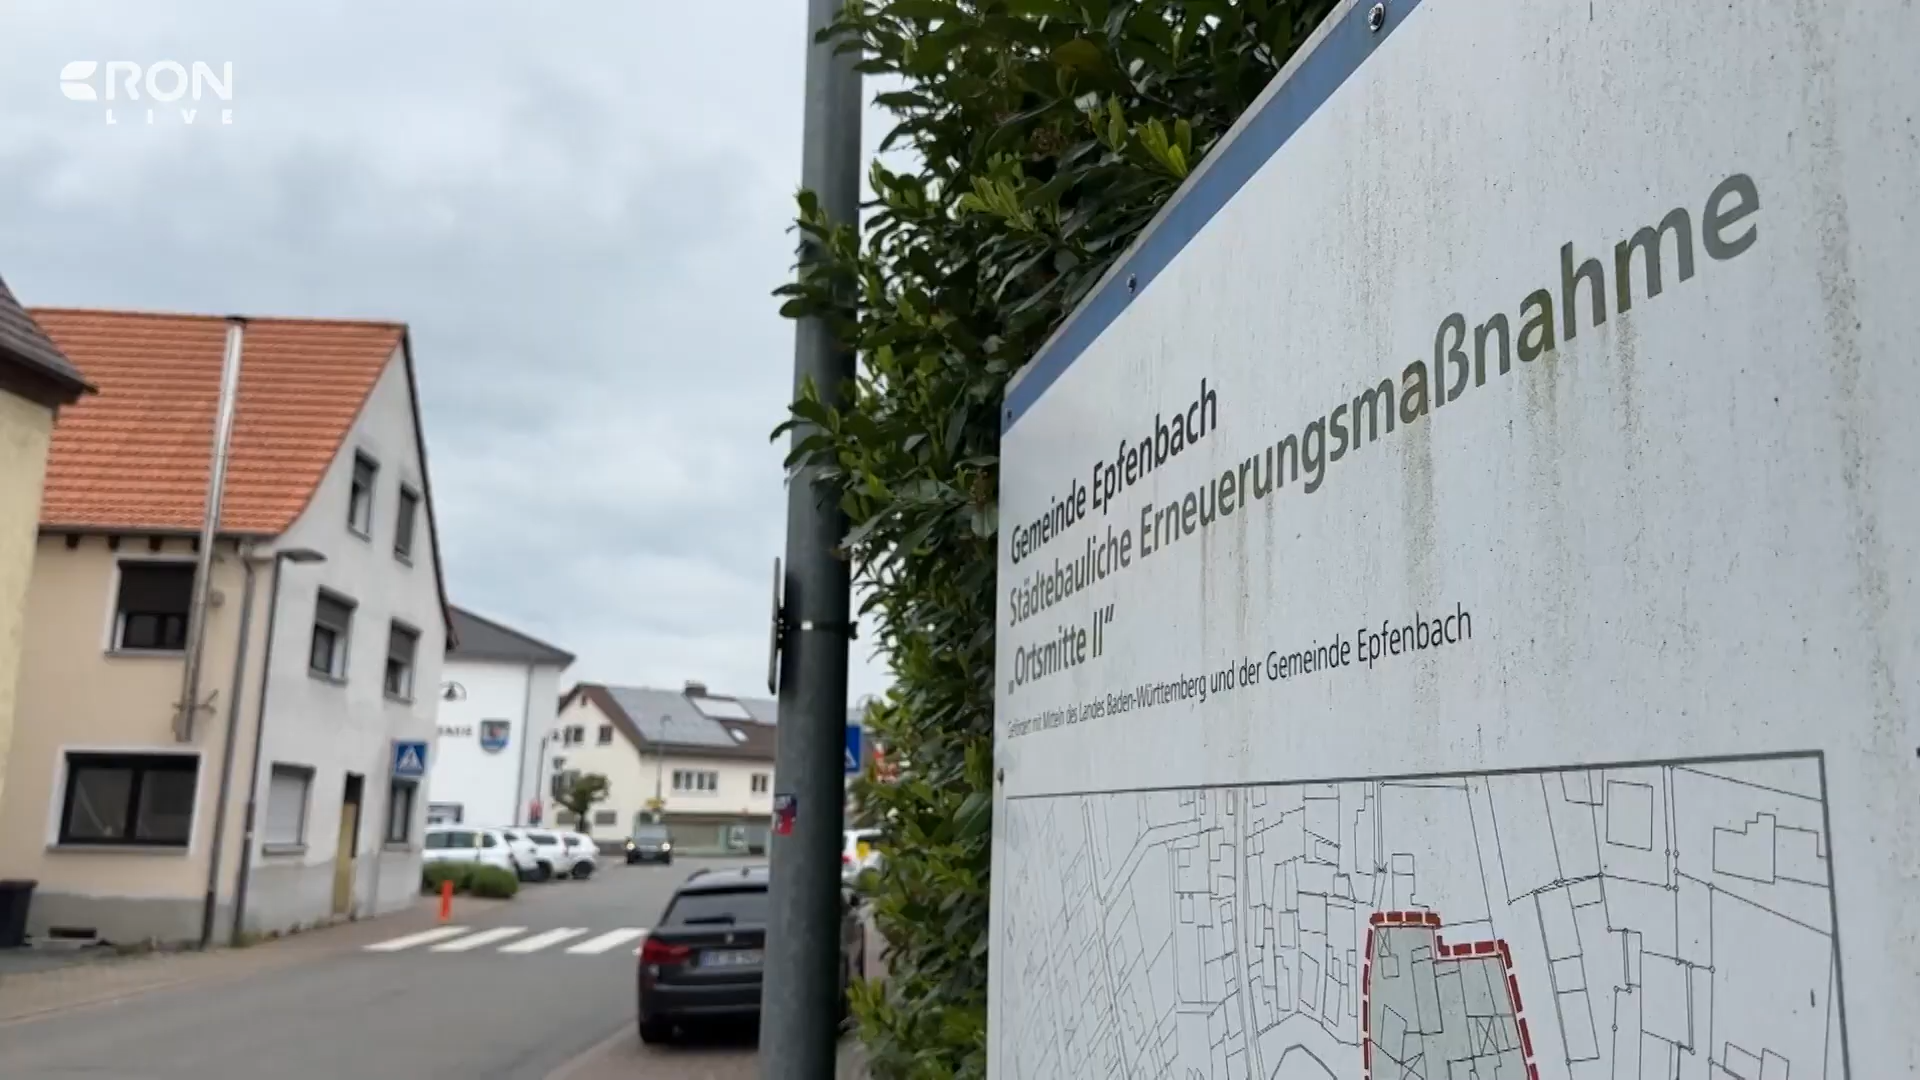 RON
LIVE
Gemeinde Epfenbach
Städtebauliche Erneuerungsmaßnahme
„Ortsmitte II“
Gefördert mit Mitteln des Landes Baden-Württemberg und der Gemeinde Epfenbach